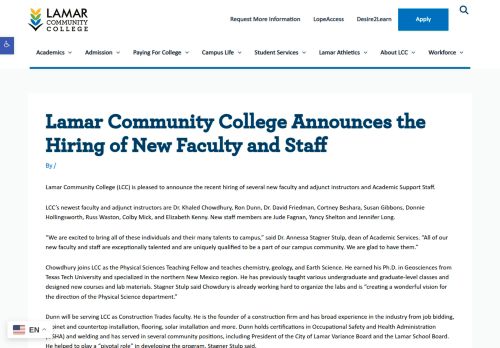 LAMAR
COMMUNITY
COLLEGE
Request More Information
LopeAccess
Desire2Learn
Apply
Academics
Admission
Paying For College
Campus Life
Student Services
Lamar Athletics
About LCC
Workforce
Lamar Community College Announces the
Hiring of New Faculty and Staff
By /
Lamar Community College (LCC) is pleased to announce the recent hiring of several new faculty and adjunct instructors and Academic Support Staff.
LCC's newest faculty and adjunct instructors are Dr. Khaled Chowdhury, Ron Dunn, Dr. David Friedman, Cortney Beshara, Susan Gibbons, Donnie
Hollingsworth, Russ Waston, Colby Mick, and Elizabeth Kenny. New staff members are Jude Fagnan, Yancy Shelton and Jennifer Long.
"We are excited to bring all of these individuals and their many talents to campus," said Dr. Annessa Stagner Stulp, dean of Academic Services. "All of our
new faculty and staff are exceptionally talented and are uniquely qualified to be a part of our campus community. We are glad to have them."
Chowdhury joins LCC as the Physical Sciences Teaching Fellow and teaches chemistry, geology, and Earth Science. He earned his Ph.D. in Geosciences from
Texas Tech University and specialized in the northern New Mexico region. He has previously taught various undergraduate and graduate-level classes and
designed new courses and lab materials. Stagner Stulp said Chowdury is already working hard to organize the labs and is "creating a wonderful vision for
the direction of the Physical Science department."
Dunn will be serving LCC as Construction Trades faculty. He is the founder of a construction firm and has broad experience in the industry from job bidding,
inet and countertop installation, flooring, solar installation and more. Dunn holds certifications in Occupational Safety and Health Administration
SHA) and welding and has served in several community positions, including President of the City of Lamar Variance Board and the Lamar School Board.
He helped to play a "pivotal role" in developing the program, Stagner Stulp said.
EN